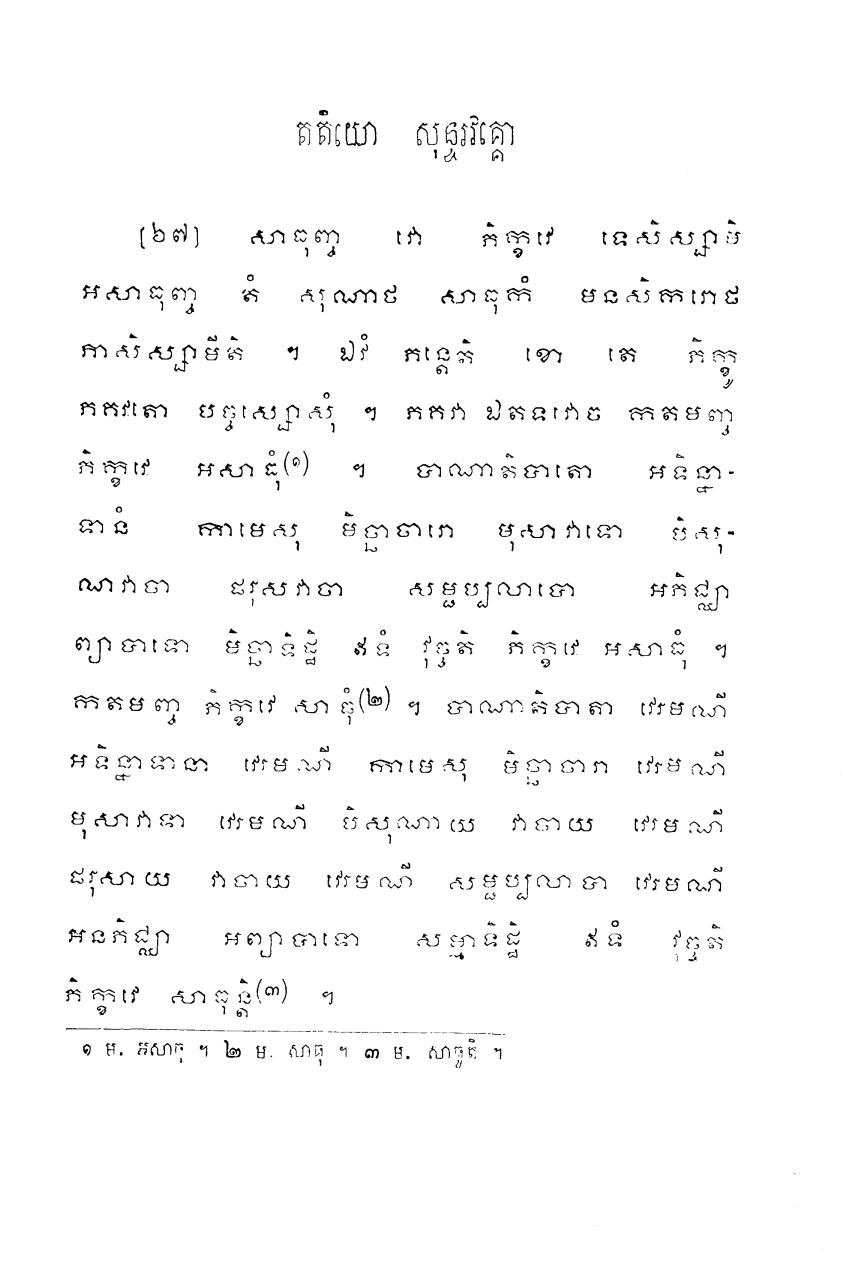 តតិយោ សុន្ទរវគ្គោ
[៦៧] សាធុញ្ច វោ ភិក្ខវេ ទេសិស្សាមិ
អសាធុញ្ច តំ សុណាថ សាធុកំ មនសិករោថ
ភាសិស្សាមីតិ ។ ឯវំ ភន្តេតិ ខោ តេ ភិក្ខូ
ភគវតោ បច្ចស្សោសុំ ។ ភគវា ឯតទវោច កតមញ្ច
ភិក្ខវេ អសាធុំ(១) ។ បាណាតិបាតោ អទិន្នា-
ទានំ កាមេសុ មិច្ឆាចារោ មុសាវាទោ បិសុ-
ណាវាចា ផរុសវាចា សម្ផប្បលាបោ អភិជ្ឈា
ព្យាបាទោ មិច្ឆាទិដ្ឋិ ឥទំ វុច្ចតិ ភិក្ខវេ អសាធុំ ។
កតមញ្ច ភិក្ខវេ សាធុំ(២) ។ បាណាតិបាតា វេរមណី
អទិន្នាទានា វេរមណី កាមេសុ មិច្ឆាចារា វេរមណី
មុសាវាទា វេរមណី បិសុណាយ វាចាយ វេរមណី
ផរុសាយ វាចាយ វេរមណី សម្ផប្បលាបា វេរមណី
អនភិជ្ឈា អព្យាបាទោ សម្មាទិដ្ឋិ ឥទំ វុច្ចតិ
ភិក្ខវេ សាធុន្តិ(៣) ។
១ ម. អសាធុ ។ ២ ម. សាធុ ។ ៣ ម. សាធូតិ ។